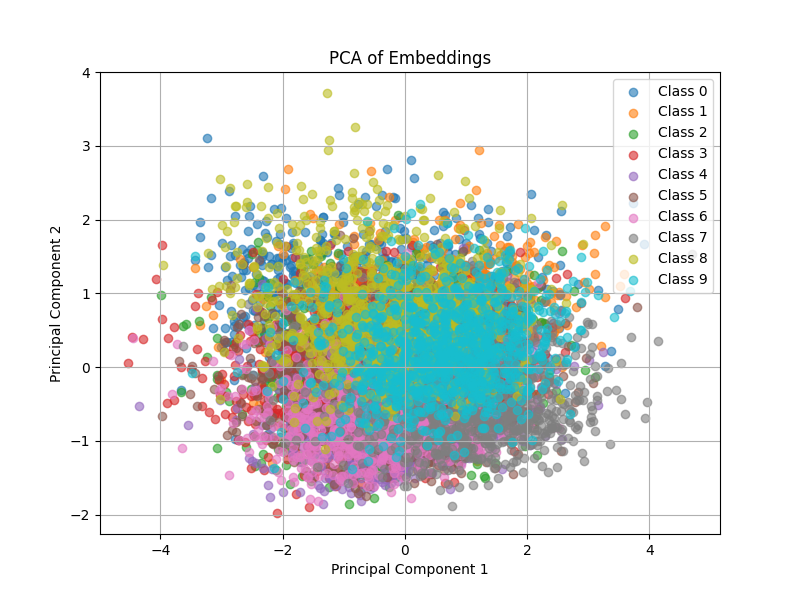 PCA of Embeddings
4
3
2
1
0
−1
−2
Principal Component 2
Class 0
Class 1
Class 2
Class 3
Class 4
Class 5
Class 6
Class 7
Class 8
Class 9
−4
−2
0
2
4
Principal Component 1